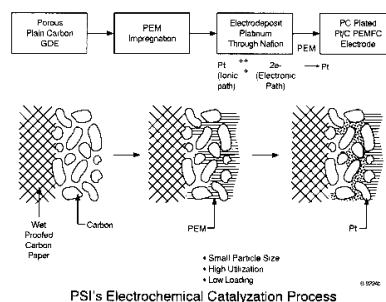 Porous
Plain Carbon
GDE
PEM
Impregnation
Electrodeposit
Platinum
Through Nafion
PC Plated
Pt/C PEMFC
Electrode
PEM
Pt ++ + 2e- → Pt
(Ionic path)
(Electronic Path)
Wet
Proofed
Carbon
Paper
Carbon
PEM
Pt
• Small Particle Size
• High Utilization
• Low Loading
PSI's Electrochemical Catalyzation Process